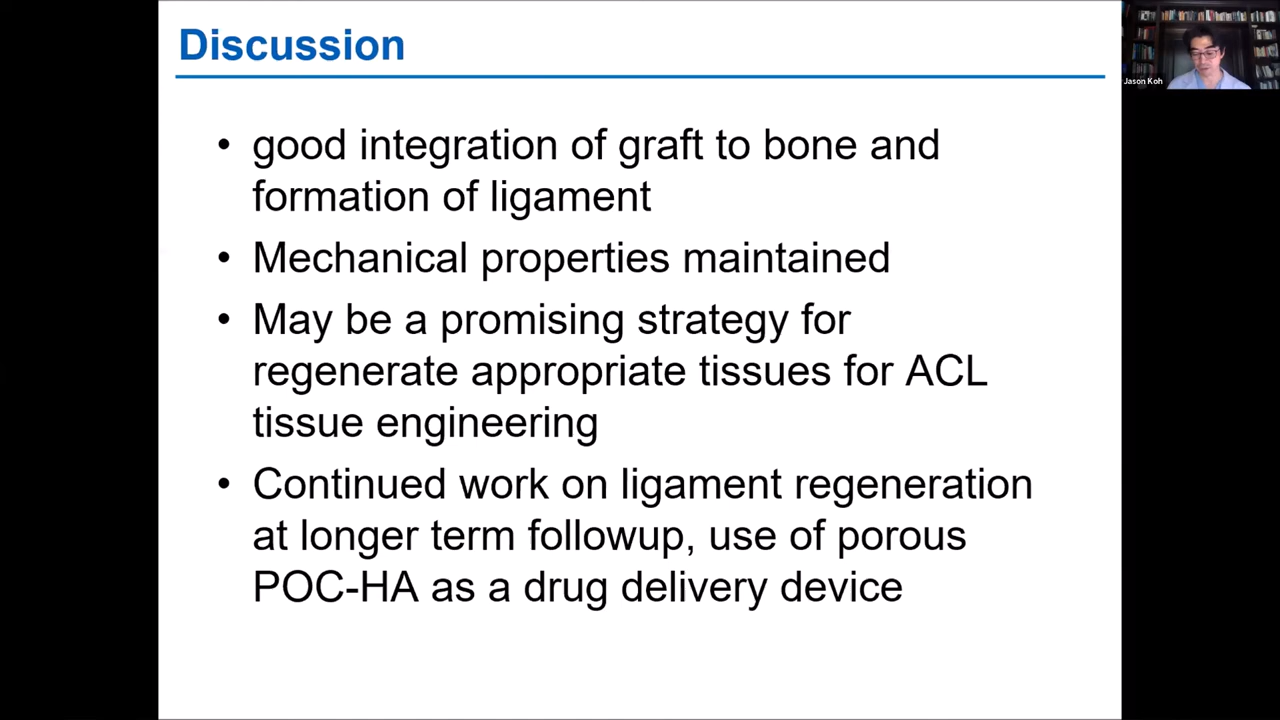 Discussion
Jason Koh
• good integration of graft to bone and
formation of ligament
• Mechanical properties maintained
• May be a promising strategy for
regenerate appropriate tissues for ACL
tissue engineering
• Continued work on ligament regeneration
at longer term followup, use of porous
POC-HA as a drug delivery device